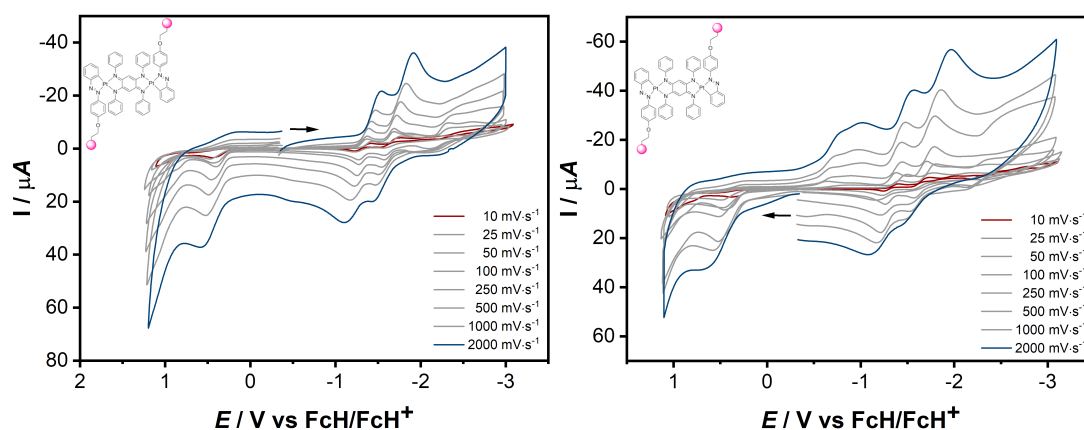 -40
-20
0
20
40
60
80
I / µA
2 1 0 -1 -2 -3
E / V vs FcH/FcH⁺
10 mV·s⁻¹
25 mV·s⁻¹
50 mV·s⁻¹
100 mV·s⁻¹
250 mV·s⁻¹
500 mV·s⁻¹
1000 mV·s⁻¹
2000 mV·s⁻¹
-60
-40
-20
0
20
40
60
I / µA
1 0 -1 -2 -3
E / V vs FcH/FcH⁺
10 mV·s⁻¹
25 mV·s⁻¹
50 mV·s⁻¹
100 mV·s⁻¹
250 mV·s⁻¹
500 mV·s⁻¹
1000 mV·s⁻¹
2000 mV·s⁻¹